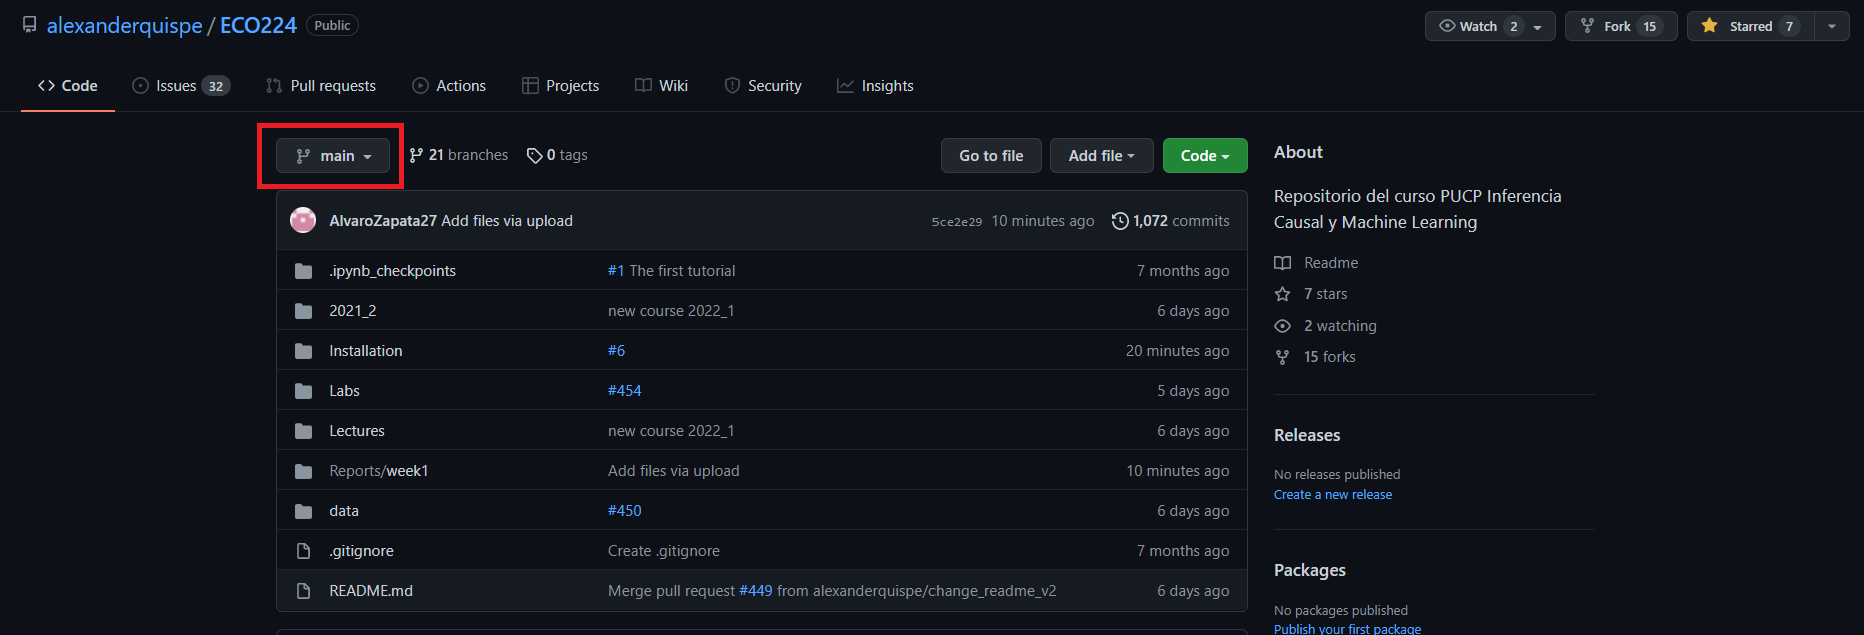 alexanderquispe / ECO224 Public
Watch 2 Fork 15 Starred 7
Code Issues 32 Pull requests Actions Projects Wiki Security Insights
main 21 branches 0 tags Go to file Add file Code
AlvaroZapata27 Add files via upload 5ce2e29 10 minutes ago 1,072 commits
.ipynb_checkpoints #1 The first tutorial 7 months ago
2021_2 new course 2022_1 6 days ago
Installation #6 20 minutes ago
Labs #454 5 days ago
Lectures new course 2022_1 6 days ago
Reports/week1 Add files via upload 10 minutes ago
data #450 6 days ago
.gitignore Create .gitignore 7 months ago
README.md Merge pull request #449 from alexanderquispe/change_readme_v2 6 days ago
About
Repositorio del curso PUCP Inferencia
Causal y Machine Learning
Readme
7 stars
2 watching
15 forks
Releases
No releases published
Create a new release
Packages
No packages published
Publish your first package